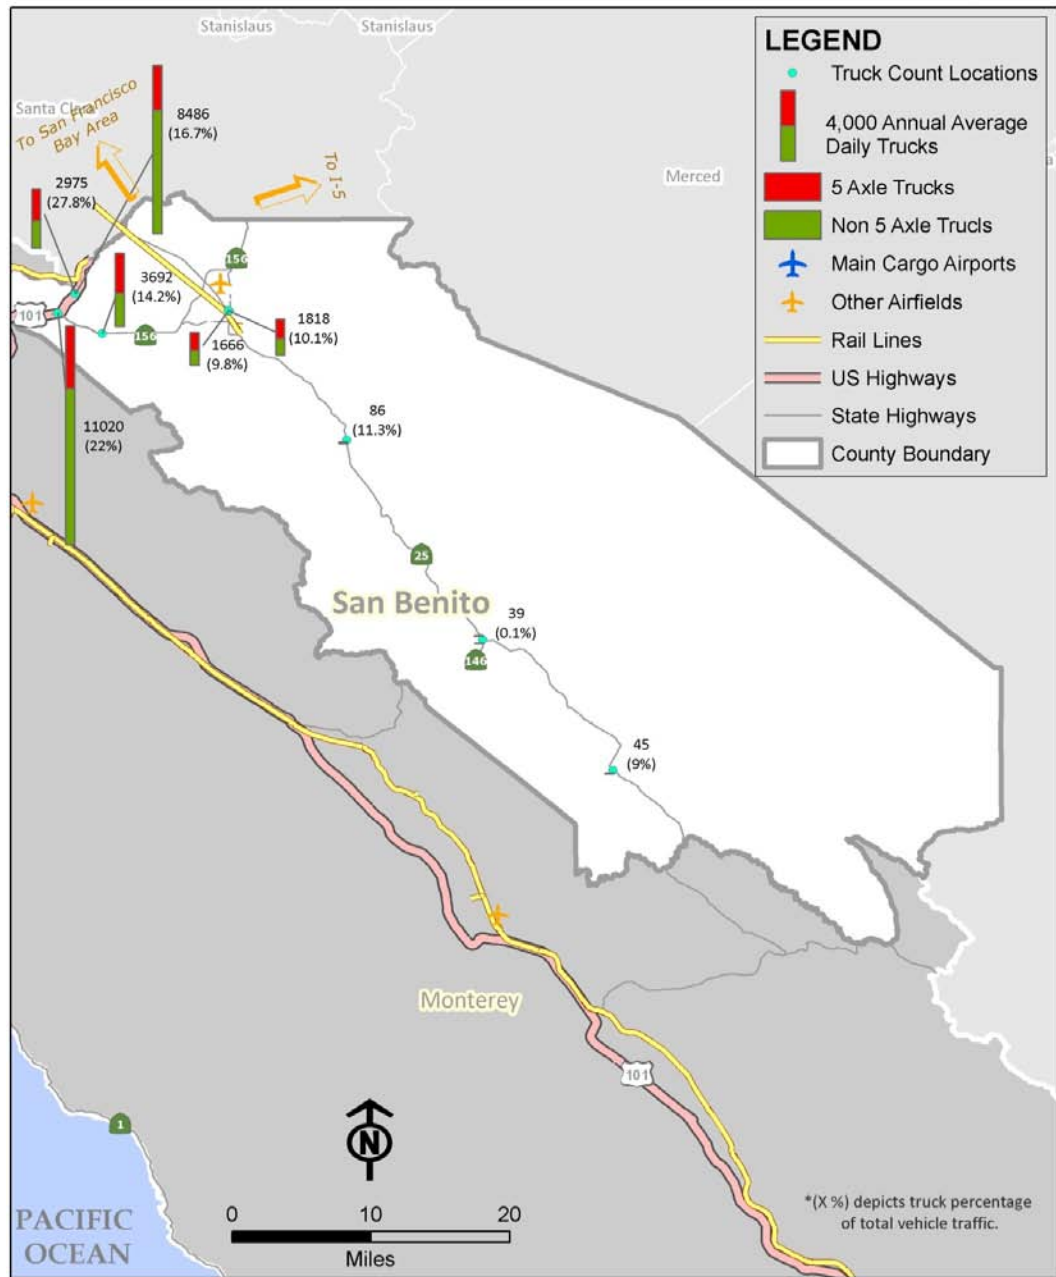 Stanislaus
Stanislaus
LEGEND
Truck Count Locations
4,000 Annual Average
Daily Trucks
5 Axle Trucks
Non 5 Axle Trucls
Main Cargo Airports
Other Airfields
Rail Lines
US Highways
State Highways
County Boundary
Santa Clara
To San Francisco
Bay Area
8486
(16.7%)
To I-5
Merced
a
2975
(27.8%)
156
3692
(14.2%)
101
156
1818
(10.1%)
1666
(9.8%)
11020
(22%)
86
(11.3%)
25
San Benito
39
(0.1%)
146
45
(9%)
Monterey
101
1
N
PACIFIC
OCEAN
0 10 20
Miles
*(X %) depicts truck percentage
of total vehicle traffic.